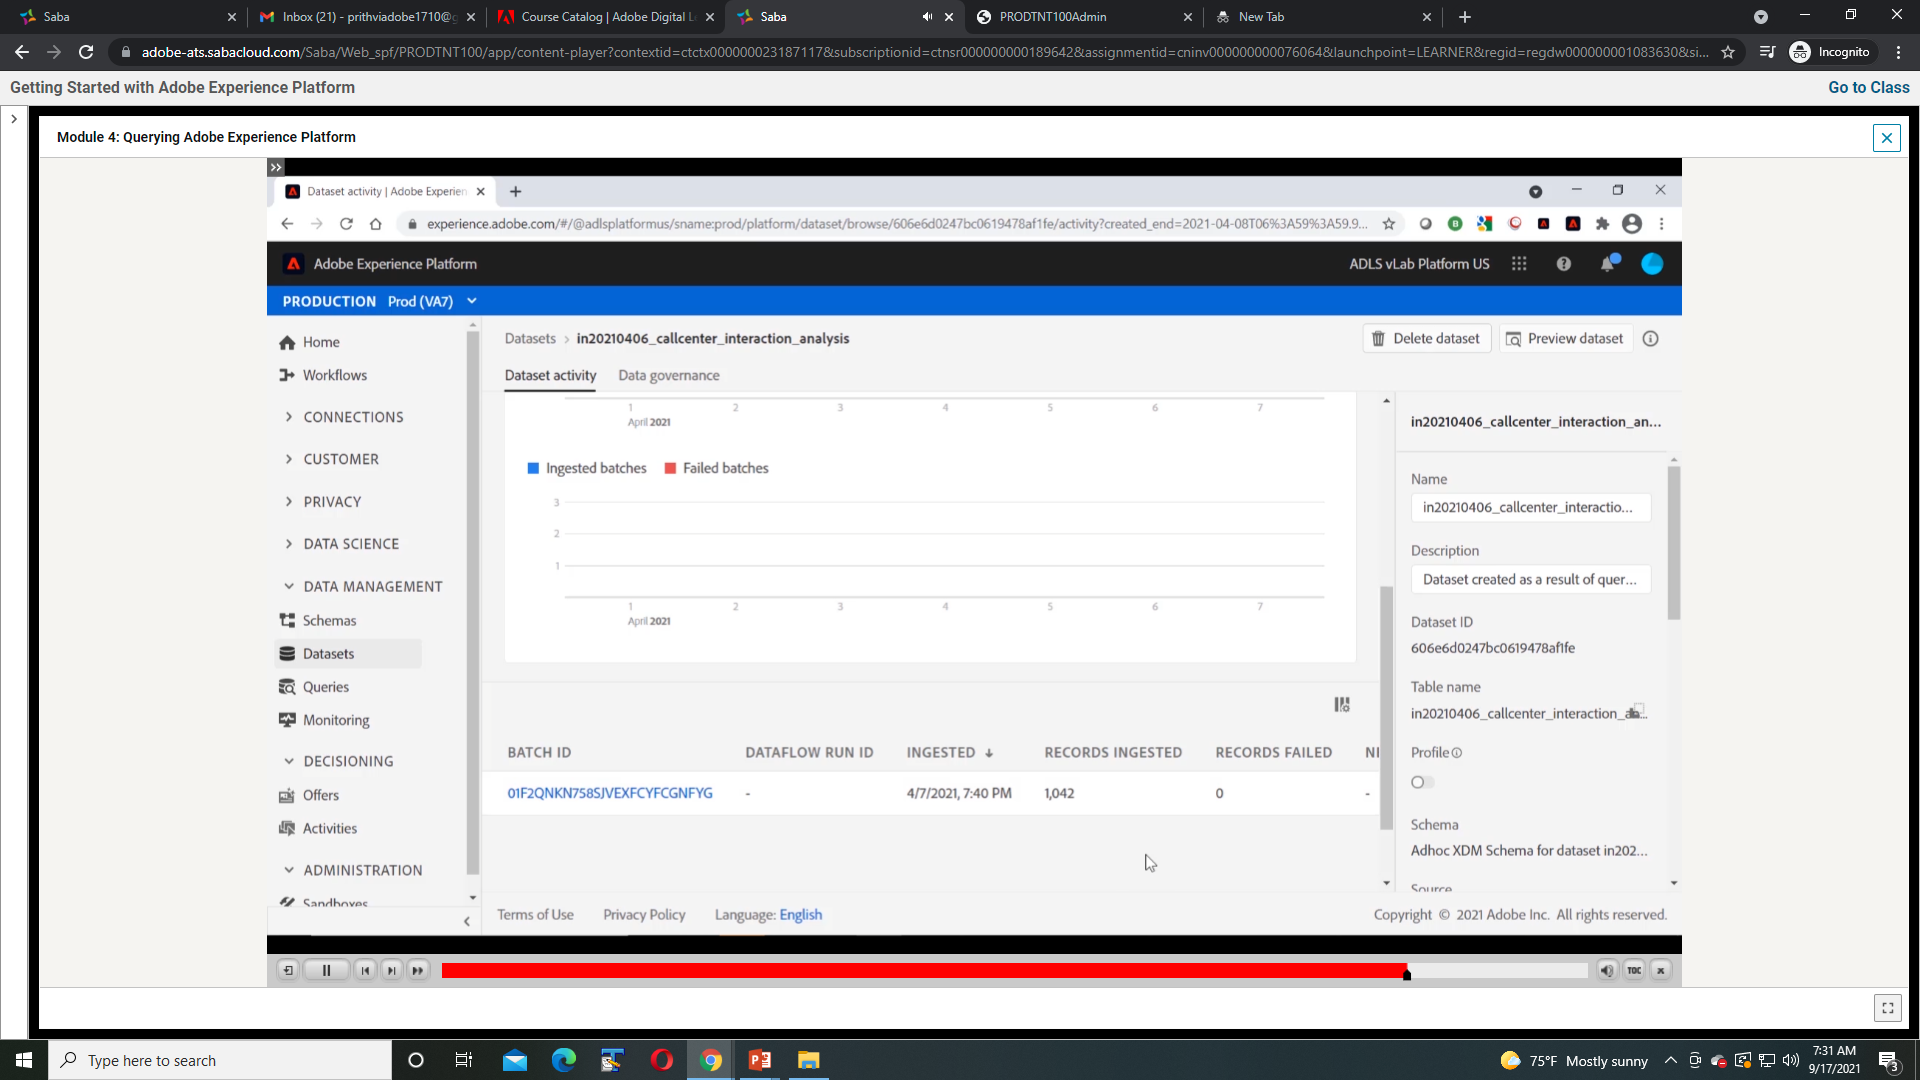 Saba
Inbox (21) - prithviadobe1710@g
Course Catalog | Adobe Digital L
Saba
PRODTNT100Admin
New Tab
adobe-ats.sabacloud.com/Saba/Web_spf/PRODTNT100/app/content-player?contextid=ctctx000000023187117&subscriptionid=ctnsr000000000189642&assignmentid=cninv000000000076064&launchpoint=LEARNER&regid=regdw000000001083630&si...
Incognito
Getting Started with Adobe Experience Platform
Go to Class
Module 4: Querying Adobe Experience Platform
Dataset activity | Adobe Experien
experience.adobe.com/#/@adlsplatformus/sname:prod/platform/dataset/browse/606e6d0247bc0619478af1fe/activity?created_end=2021-04-08T06%3A59%3A59.9...
Adobe Experience Platform
ADLS vLab Platform US
PRODUCTION Prod (VA7)
Home
Workflows
CONNECTIONS
CUSTOMER
PRIVACY
DATA SCIENCE
DATA MANAGEMENT
Schemas
Datasets
Queries
Monitoring
DECISIONING
Offers
Activities
ADMINISTRATION
Sandboxes
Datasets > in20210406_callcenter_interaction_analysis
Delete dataset
Preview dataset
Dataset activity
Data governance
1 2 3 4 5 6 7
April 2021
Ingested batches Failed batches
3
2
1
1 2 3 4 5 6 7
April 2021
BATCH ID DATAFLOW RUN ID INGESTED ↓ RECORDS INGESTED RECORDS FAILED
01F2QNKN758SJVEXFCYFCGNFYG - 4/7/2021, 7:40 PM 1,042 0 -
in20210406_callcenter_interaction_an...
Name
in20210406_callcenter_interactio...
Description
Dataset created as a result of quer...
Dataset ID
606e6d0247bc0619478af1fe
Table name
in20210406_callcenter_interaction_a...
Profile
Schema
Adhoc XDM Schema for dataset in202...
Source
Terms of Use
Privacy Policy
Language: English
Copyright © 2021 Adobe Inc. All rights reserved.
TOC
Type here to search
75°F Mostly sunny
7:31 AM
9/17/2021
3